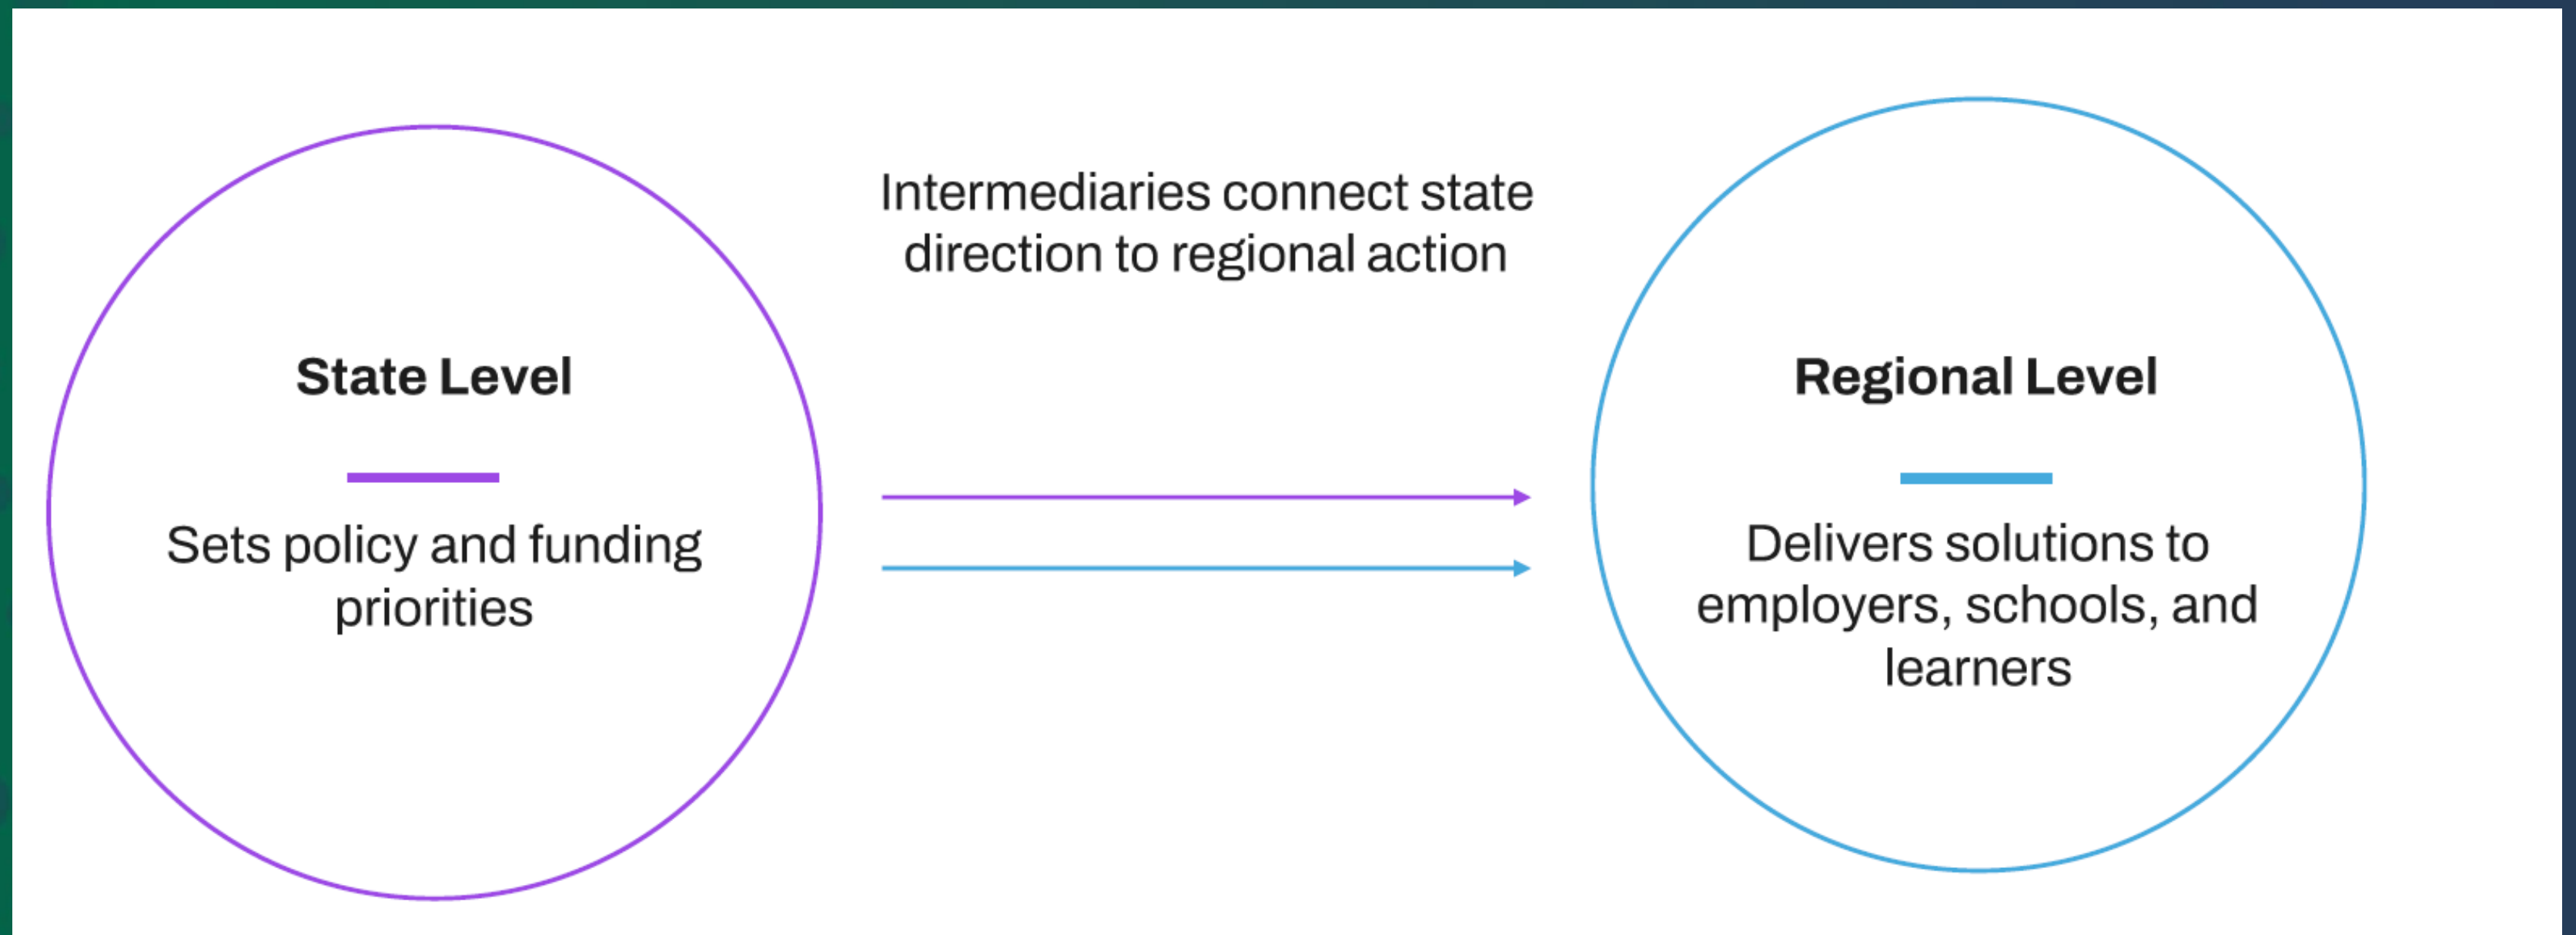 Intermediaries connect state
direction to regional action
State Level
Sets policy and funding
priorities
Regional Level
Delivers solutions to
employers, schools, and
learners